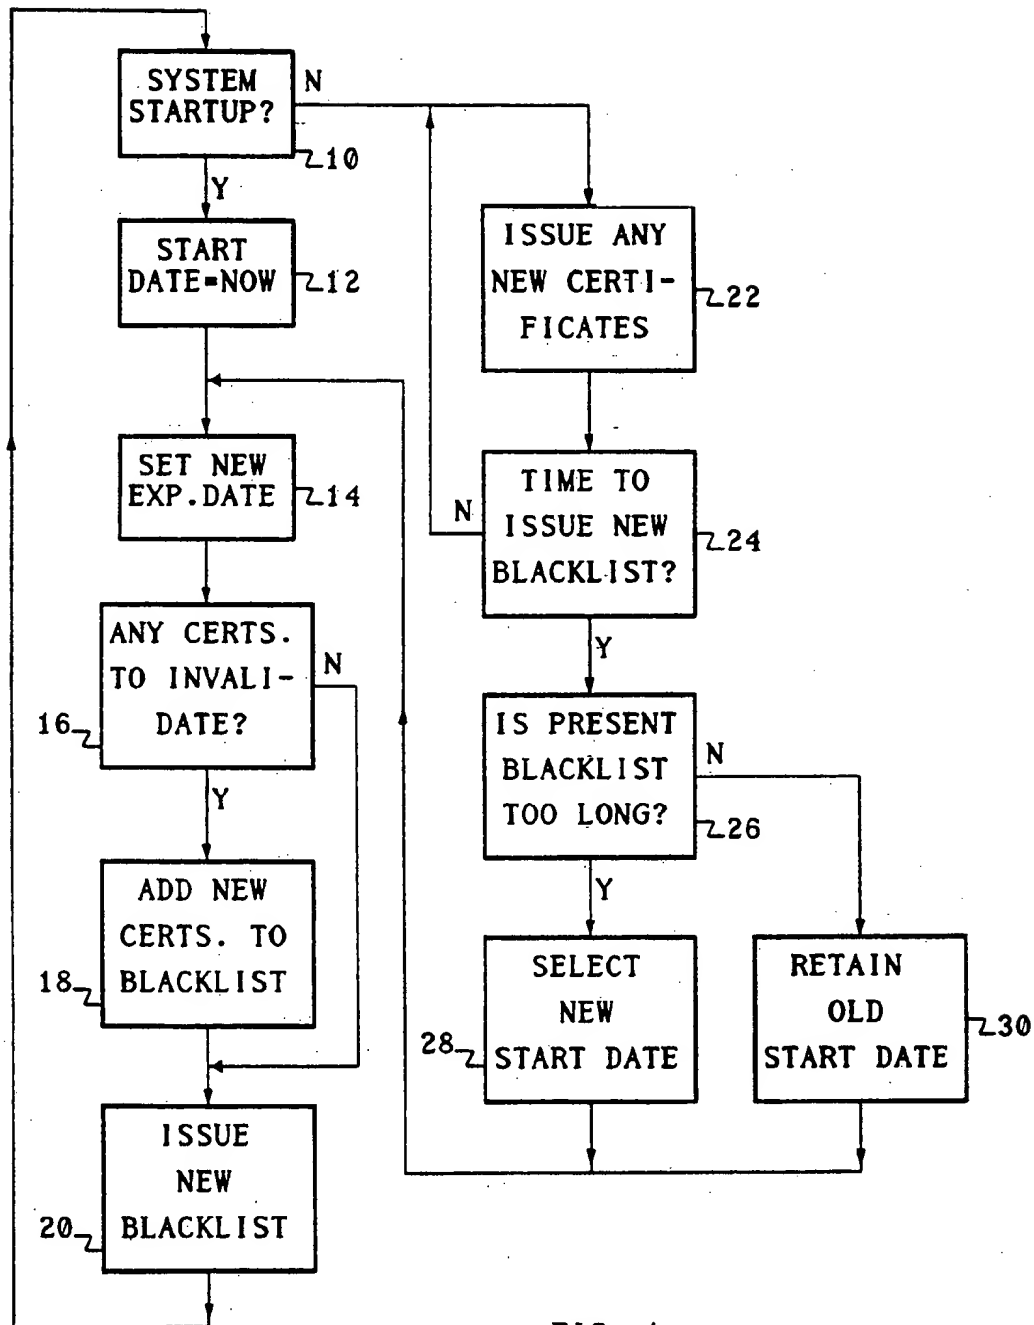 SYSTEM
STARTUP?
N
10
Y
START
DATE=NOW
12
SET NEW
EXP.DATE
14
ANY CERTS.
TO INVALI-
DATE?
N
16
Y
ADD NEW
CERTS. TO
BLACKLIST
18
ISSUE
NEW
BLACKLIST
20
ISSUE ANY
NEW CERTI-
FICATES
22
TIME TO
ISSUE NEW
BLACKLIST?
N
24
Y
IS PRESENT
BLACKLIST
TOO LONG?
N
26
Y
SELECT
NEW
START DATE
28
RETAIN
OLD
START DATE
30